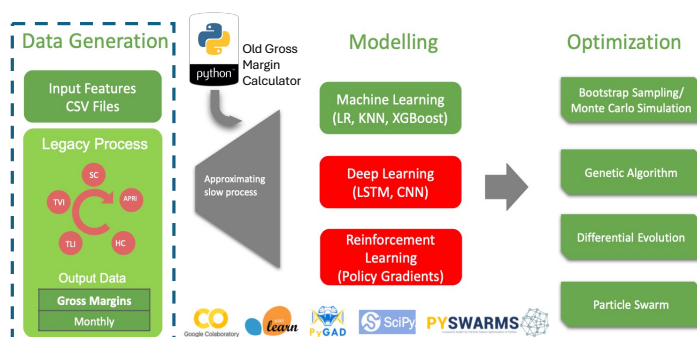 Data Generation
Input Features
CSV Files
Legacy Process
SC
TVI
APRI
TLI
HC
Output Data
Gross Margins
Monthly
python
Old Gross
Margin
Calculator
Approximating
slow process
Modelling
Machine Learning
(LR, KNN, XGBoost)
Deep Learning
(LSTM, CNN)
Reinforcement
Learning
(Policy Gradients)
Optimization
Bootstrap Sampling/
Monte Carlo Simulation
Genetic Algorithm
Differential Evolution
Particle Swarm
CO
Google Colaboratory
learn
PyGAD
SciPy
PYSWARMS